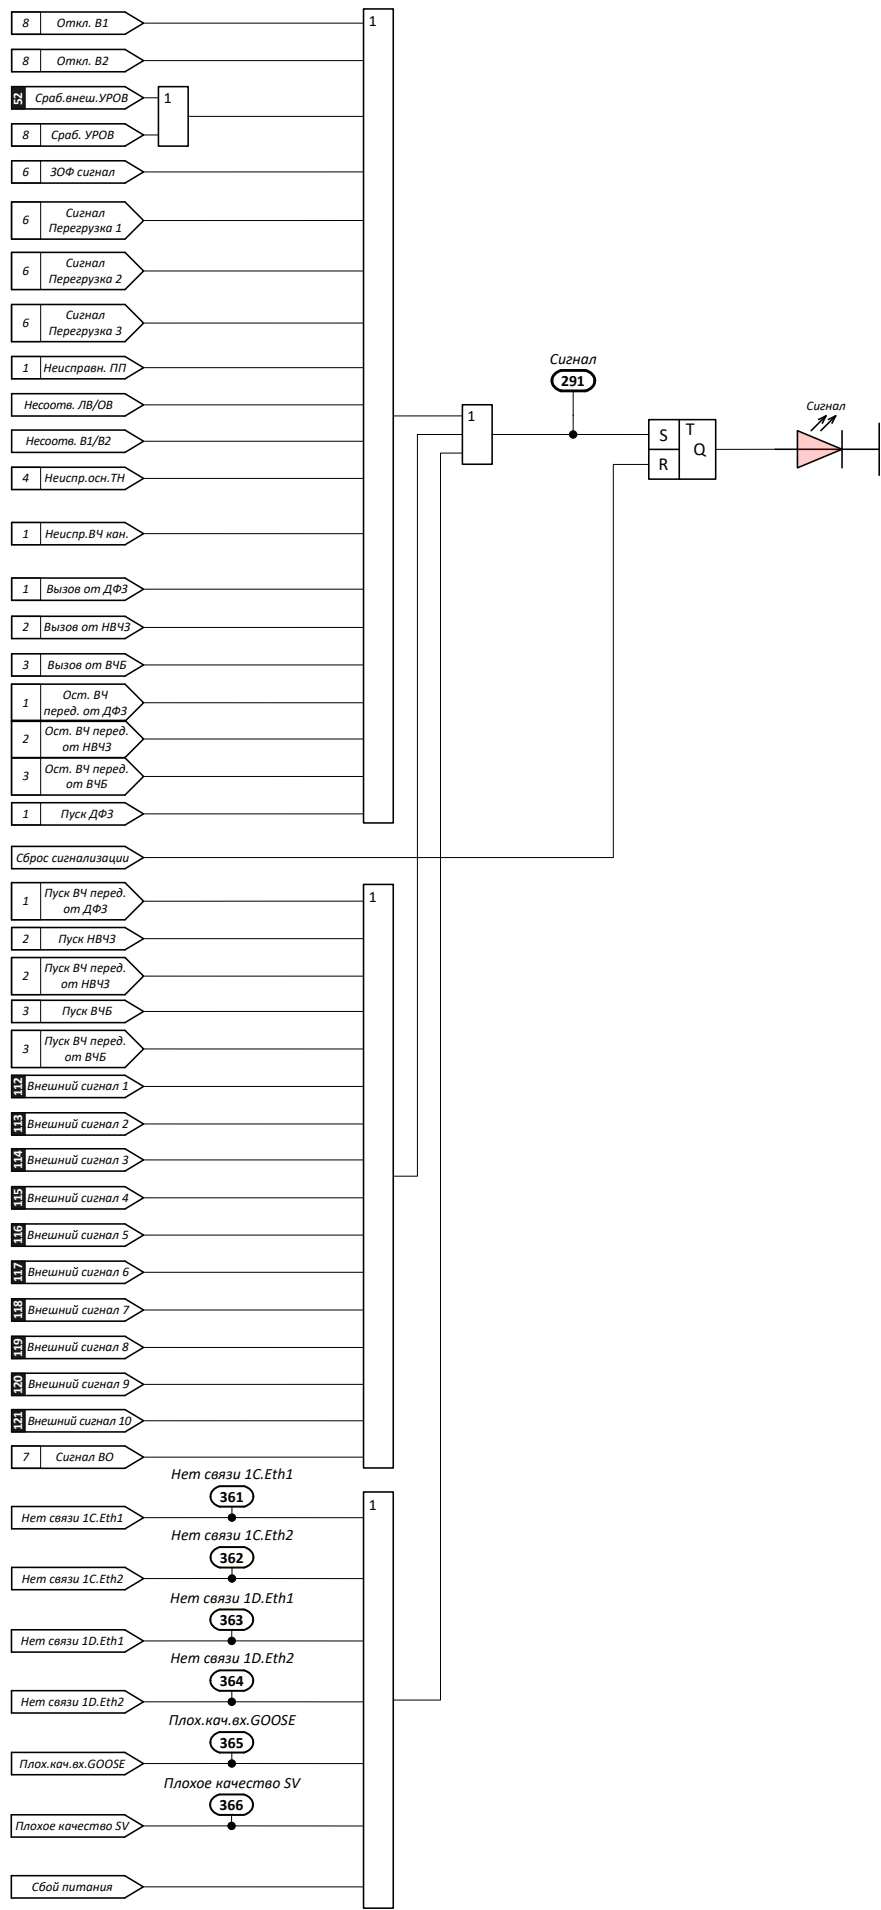 8 Откл. В1
1
8 Откл. В2
52 Сраб.внеш.УРОВ
1
8 Сраб. УРОВ
6 ЗОФ сигнал
6 Сигнал
Перегрузка 1
6 Сигнал
Перегрузка 2
6 Сигнал
Перегрузка 3
1 Неисправн. ПП
Несоотв. ЛВ/ОВ
Несоотв. В1/В2
4 Неиспр.осн.ТН
1 Неиспр.ВЧ кан.
1 Вызов от ДФЗ
2 Вызов от НВЧЗ
3 Вызов от ВЧБ
1 Ост. ВЧ
перед. от ДФЗ
2 Ост. ВЧ перед.
от НВЧЗ
3 Ост. ВЧ перед.
от ВЧБ
1 Пуск ДФЗ
Сигнал
291
1
S T
R Q
Сигнал
Сброс сигнализации
1 Пуск ВЧ перед.
от ДФЗ
1
2 Пуск НВЧЗ
2 Пуск ВЧ перед.
от НВЧЗ
3 Пуск ВЧБ
3 Пуск ВЧ перед.
от ВЧБ
112 Внешний сигнал 1
113 Внешний сигнал 2
114 Внешний сигнал 3
115 Внешний сигнал 4
116 Внешний сигнал 5
117 Внешний сигнал 6
118 Внешний сигнал 7
119 Внешний сигнал 8
120 Внешний сигнал 9
121 Внешний сигнал 10
7 Сигнал ВО
Нет связи 1C.Eth1
361
1
Нет связи 1C.Eth1
Нет связи 1C.Eth2
362
Нет связи 1C.Eth2
Нет связи 1D.Eth1
363
Нет связи 1D.Eth1
Нет связи 1D.Eth2
364
Нет связи 1D.Eth2
Плох.кач.вх.GOOSE
365
Плох.кач.вх.GOOSE
Плохое качество SV
366
Плохое качество SV
Сбой питания